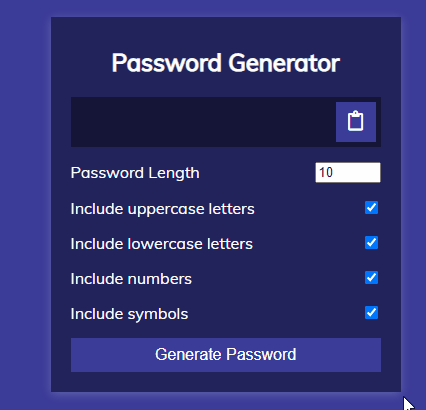 Password Generator
Password Length 10
Include uppercase letters
Include lowercase letters
Include numbers
Include symbols
Generate Password